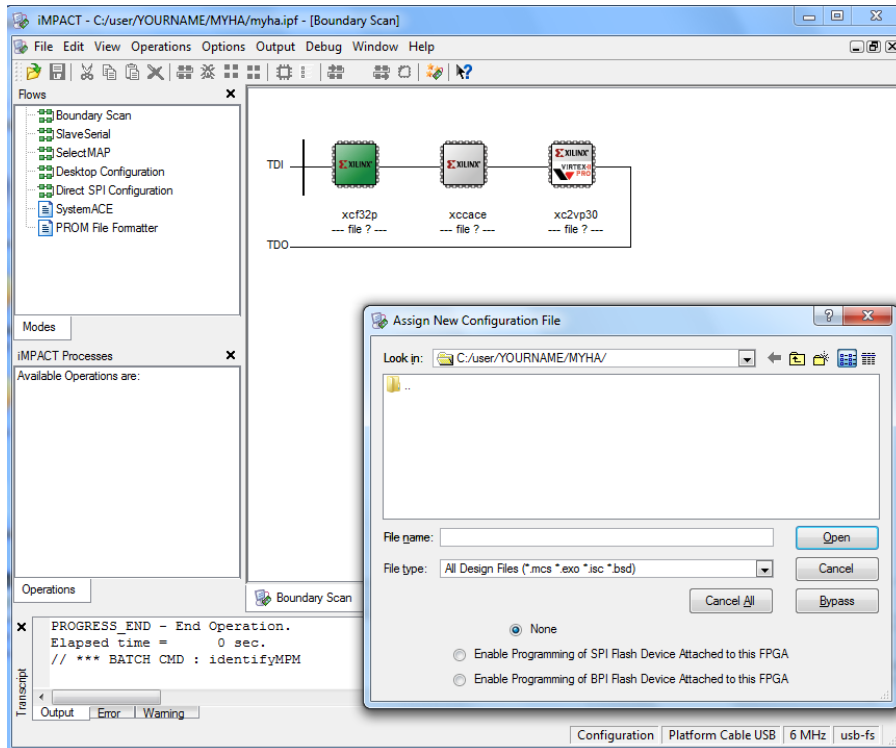 iMPACT - C:/user/YOURNAME/MYHA/myha.ipf - [Boundary Scan]
File Edit View Operations Options Output Debug Window Help
Flows
Boundary Scan
SlaveSerial
SelectMAP
Desktop Configuration
Direct SPI Configuration
SystemACE
PROM File Formatter
Modes
iMPACT Processes
Available Operations are:
Operations
TDI
XILINX
XILINX
XILINX
VIRTEX-II
PRO
xcf32p
xccace
xc2vp30
--- file ? ---
--- file ? ---
--- file ? ---
TDO
Boundary Scan
Assign New Configuration File
Look in: C:/user/YOURNAME/MYHA/
..
File name:
Open
File type: All Design Files (*.mcs *.exo *.isc *.bsd)
Cancel
Cancel All
Bypass
None
Enable Programming of SPI Flash Device Attached to this FPGA
Enable Programming of BPI Flash Device Attached to this FPGA
PROGRESS_END - End Operation.
Elapsed time = 0 sec.
// *** BATCH CMD : identifyMPM
Transcript
Output Error Warning
Configuration Platform Cable USB 6 MHz usb-fs